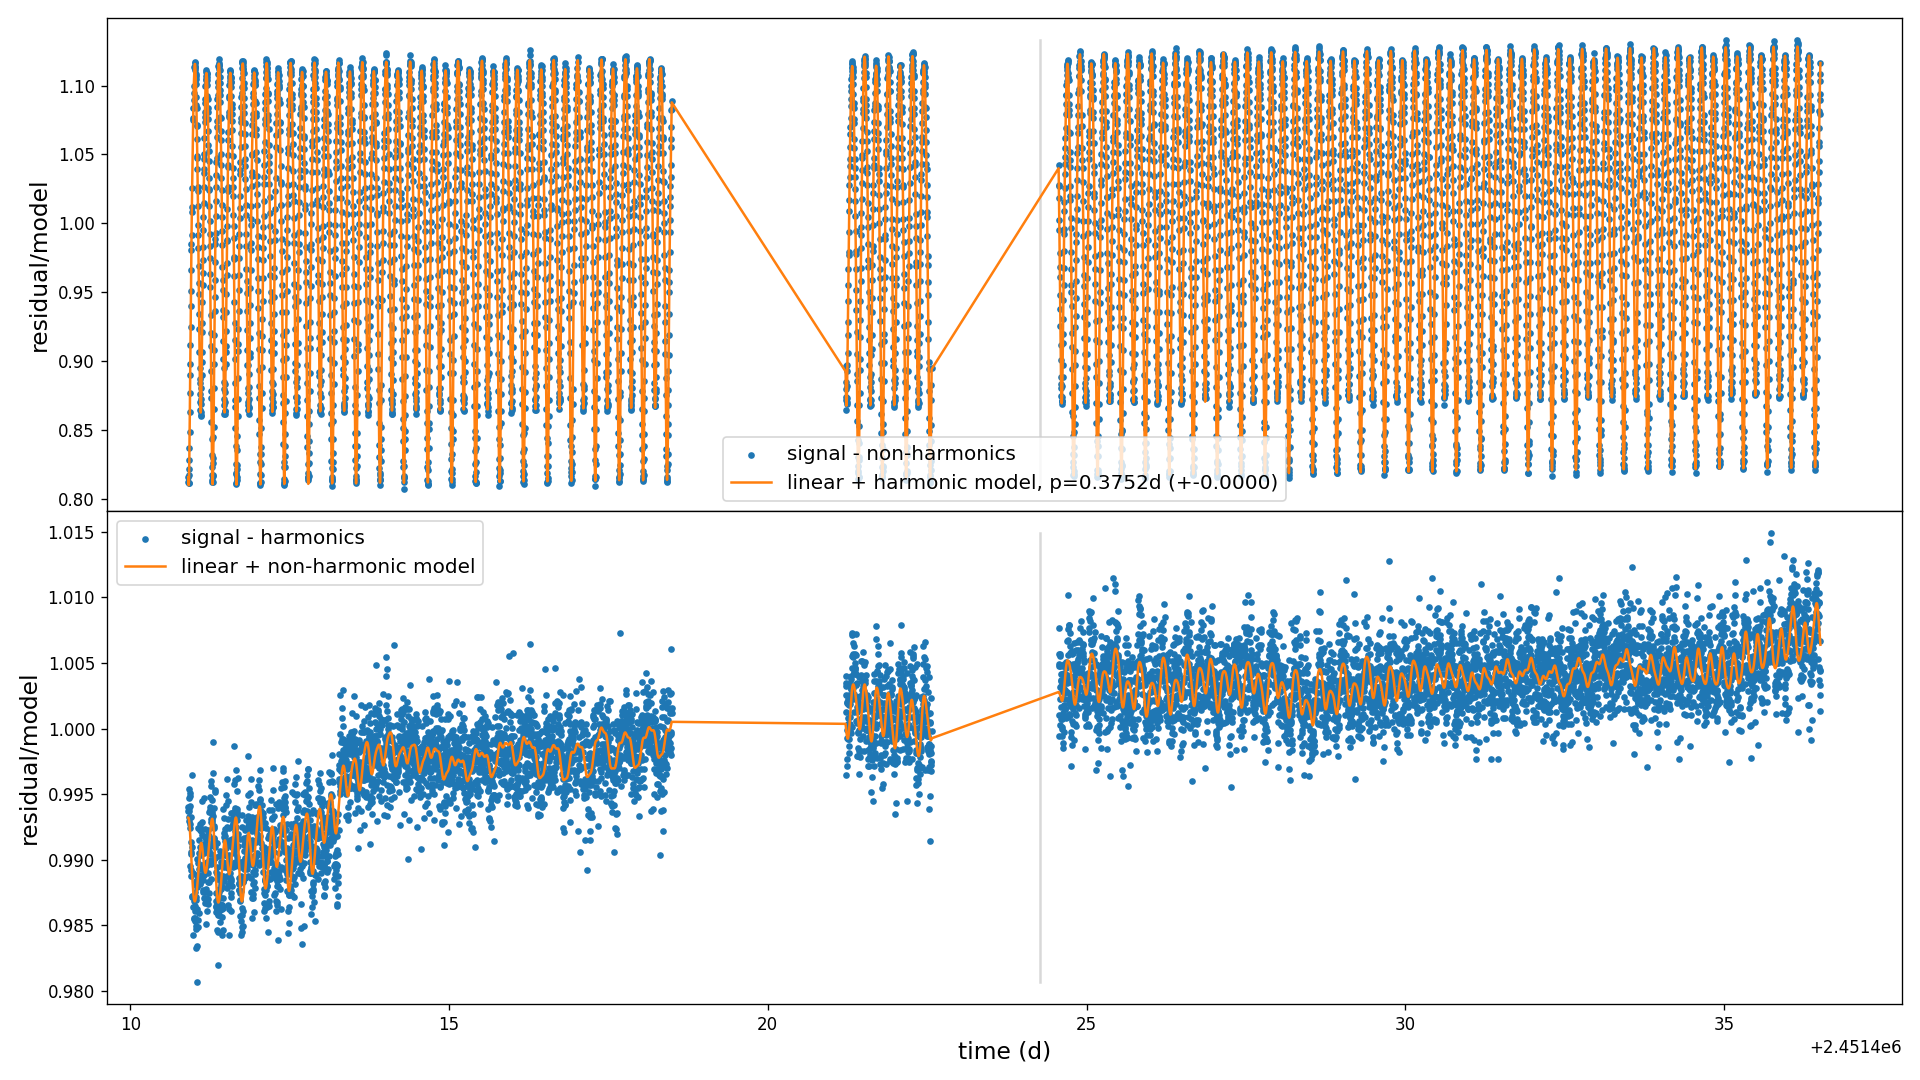 residual/model
1.10
1.05
1.00
0.95
0.90
0.85
0.80
signal - non-harmonics
linear + harmonic model, p=0.3752d (+-0.0000)
residual/model
1.015
1.010
1.005
1.000
0.995
0.990
0.985
0.980
signal - harmonics
linear + non-harmonic model
10 15 20 25 30 35
time (d)
+2.4514e6